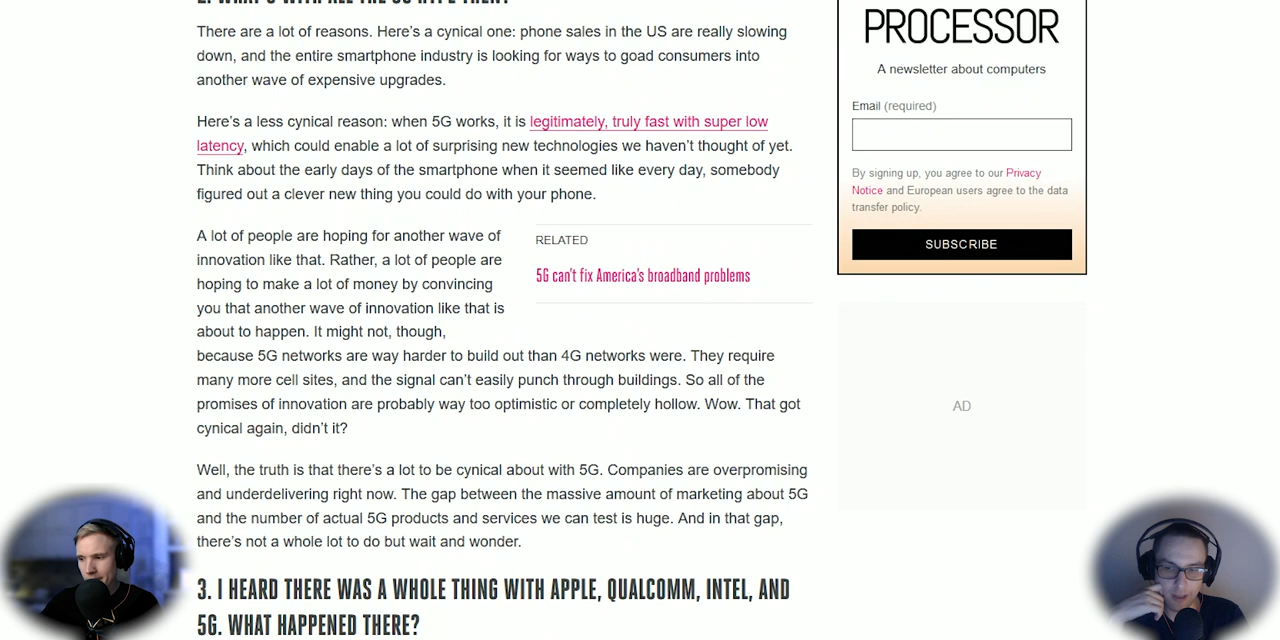 2. WHAT'S WITH ALL THE 5G HYPE THEN?
There are a lot of reasons. Here's a cynical one: phone sales in the US are really slowing
down, and the entire smartphone industry is looking for ways to goad consumers into
another wave of expensive upgrades.
Here's a less cynical reason: when 5G works, it is legitimately, truly fast with super low
latency, which could enable a lot of surprising new technologies we haven't thought of yet.
Think about the early days of the smartphone when it seemed like every day, somebody
figured out a clever new thing you could do with your phone.
A lot of people are hoping for another wave of
innovation like that. Rather, a lot of people are
hoping to make a lot of money by convincing
you that another wave of innovation like that is
about to happen. It might not, though,
because 5G networks are way harder to build out than 4G networks were. They require
many more cell sites, and the signal can't easily punch through buildings. So all of the
promises of innovation are probably way too optimistic or completely hollow. Wow. That got
cynical again, didn't it?
RELATED
5G can't fix America's broadband problems
Well, the truth is that there's a lot to be cynical about with 5G. Companies are overpromising
and underdelivering right now. The gap between the massive amount of marketing about 5G
and the number of actual 5G products and services we can test is huge. And in that gap,
there's not a whole lot to do but wait and wonder.
3. I HEARD THERE WAS A WHOLE THING WITH APPLE, QUALCOMM, INTEL, AND
5G. WHAT HAPPENED THERE?
PROCESSOR
A newsletter about computers
Email (required)
By signing up, you agree to our Privacy
Notice and European users agree to the data
transfer policy.
SUBSCRIBE
AD